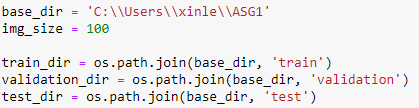 base_dir = 'C:\\Users\\xinle\\ASG1'
img_size = 100
train_dir = os.path.join(base_dir, 'train')
validation_dir = os.path.join(base_dir, 'validation')
test_dir = os.path.join(base_dir, 'test')